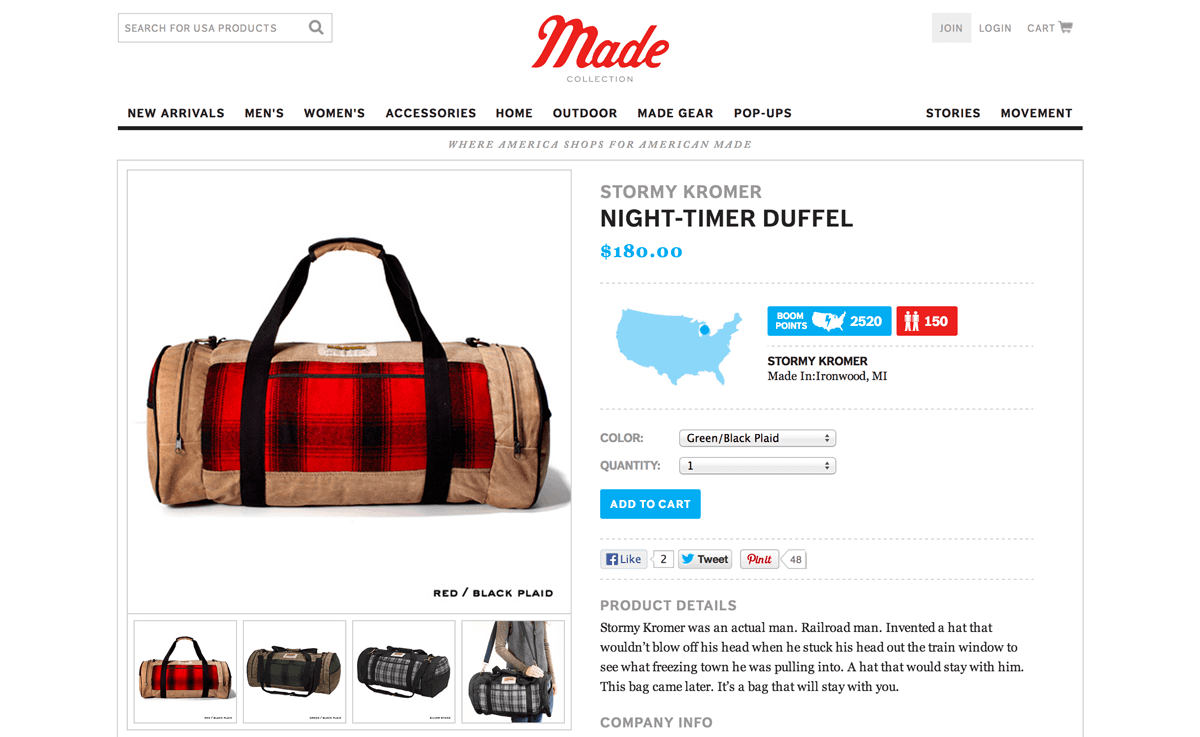 SEARCH FOR USA PRODUCTS
Made
COLLECTION
JOIN LOGIN CART
NEW ARRIVALS MEN'S WOMEN'S ACCESSORIES HOME OUTDOOR MADE GEAR POP-UPS STORIES MOVEMENT
WHERE AMERICA SHOPS FOR AMERICAN MADE
RED / BLACK PLAID
RED / BLACK PLAID
GREEN / BLACK PLAID
STORMY KROMER
NIGHT-TIMER DUFFEL
$180.00
BOOM
POINTS
2520
150
STORMY KROMER
Made In:Ironwood, MI
COLOR: Green/Black Plaid
QUANTITY: 1
ADD TO CART
Like 2 Tweet Pinit 48
PRODUCT DETAILS
Stormy Kromer was an actual man. Railroad man. Invented a hat that
wouldn’t blow off his head when he stuck his head out the train window to
see what freezing town he was pulling into. A hat that would stay with him.
This bag came later. It’s a bag that will stay with you.
COMPANY INFO